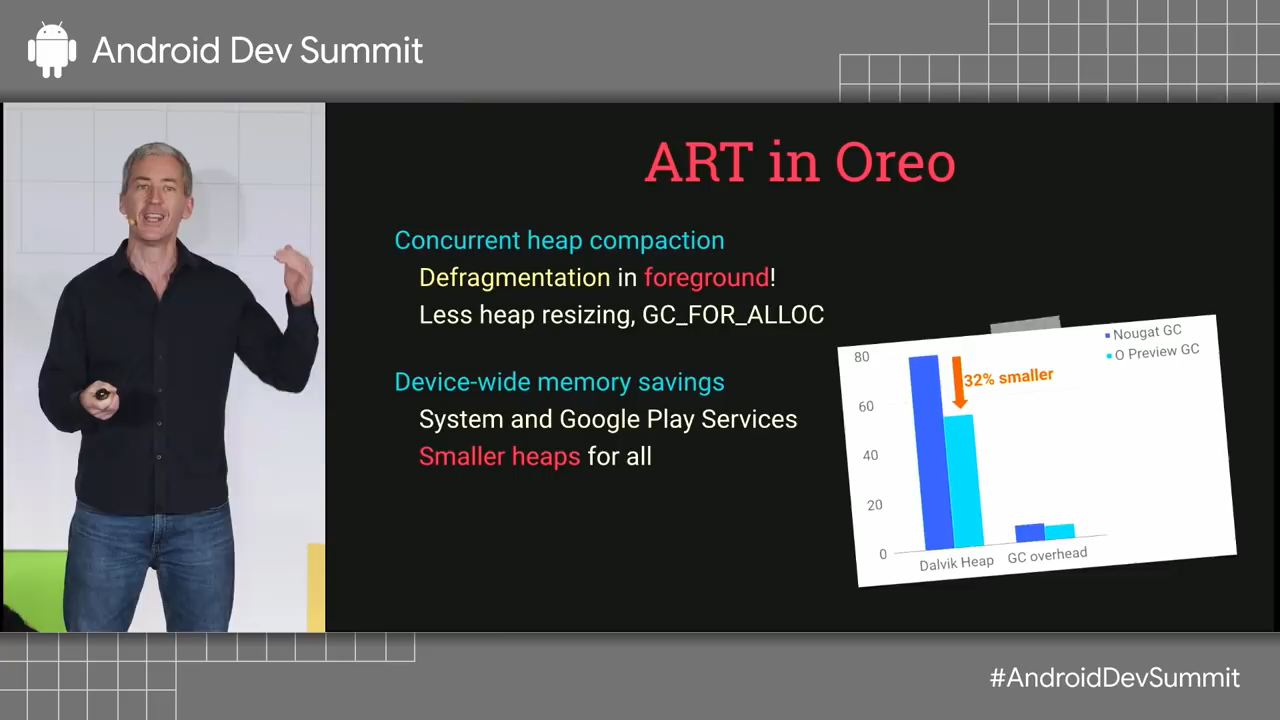 Android Dev Summit
ART in Oreo
Concurrent heap compaction
Defragmentation in foreground!
Less heap resizing, GC_FOR_ALLOC
Device-wide memory savings
System and Google Play Services
Smaller heaps for all
Nougat GC
O Preview GC
32% smaller
80
60
40
20
0
Dalvik Heap
GC overhead
#AndroidDevSummit